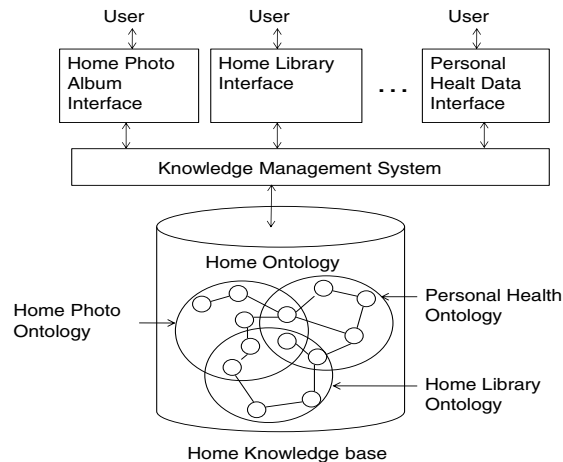 User
User
User
Home Photo
Album
Interface
Home Library
Interface
. . .
Personal
Healt Data
Interface
Knowledge Management System
Home Ontology
Home Photo
Ontology
Personal Health
Ontology
Home Library
Ontology
Home Knowledge base